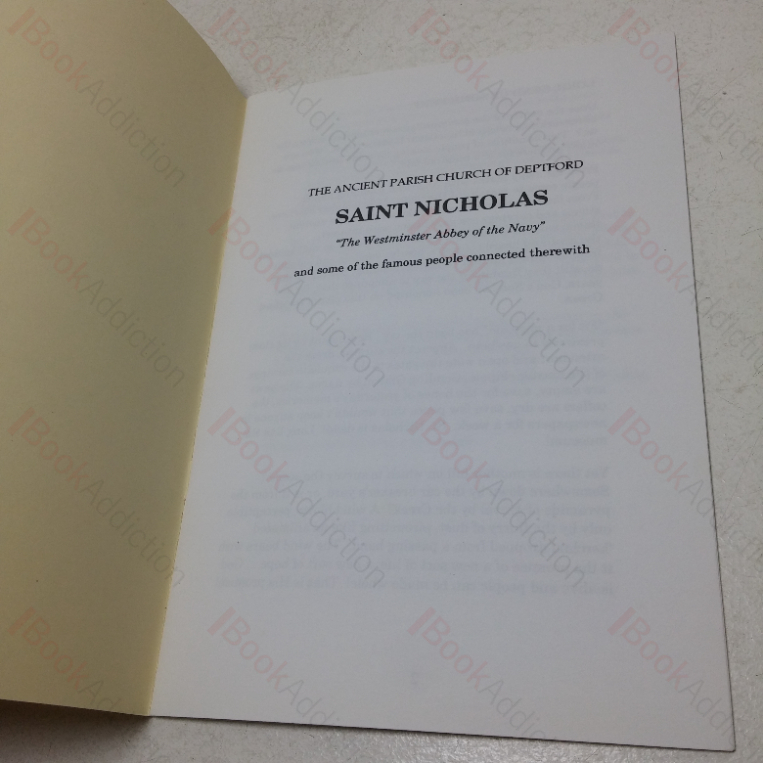 THE ANCIENT PARISH CHURCH OF DEPTFORD
SAINT NICHOLAS
"The Westminster Abbey of the Navy"
and some of the famous people connected therewith
BookAddiction